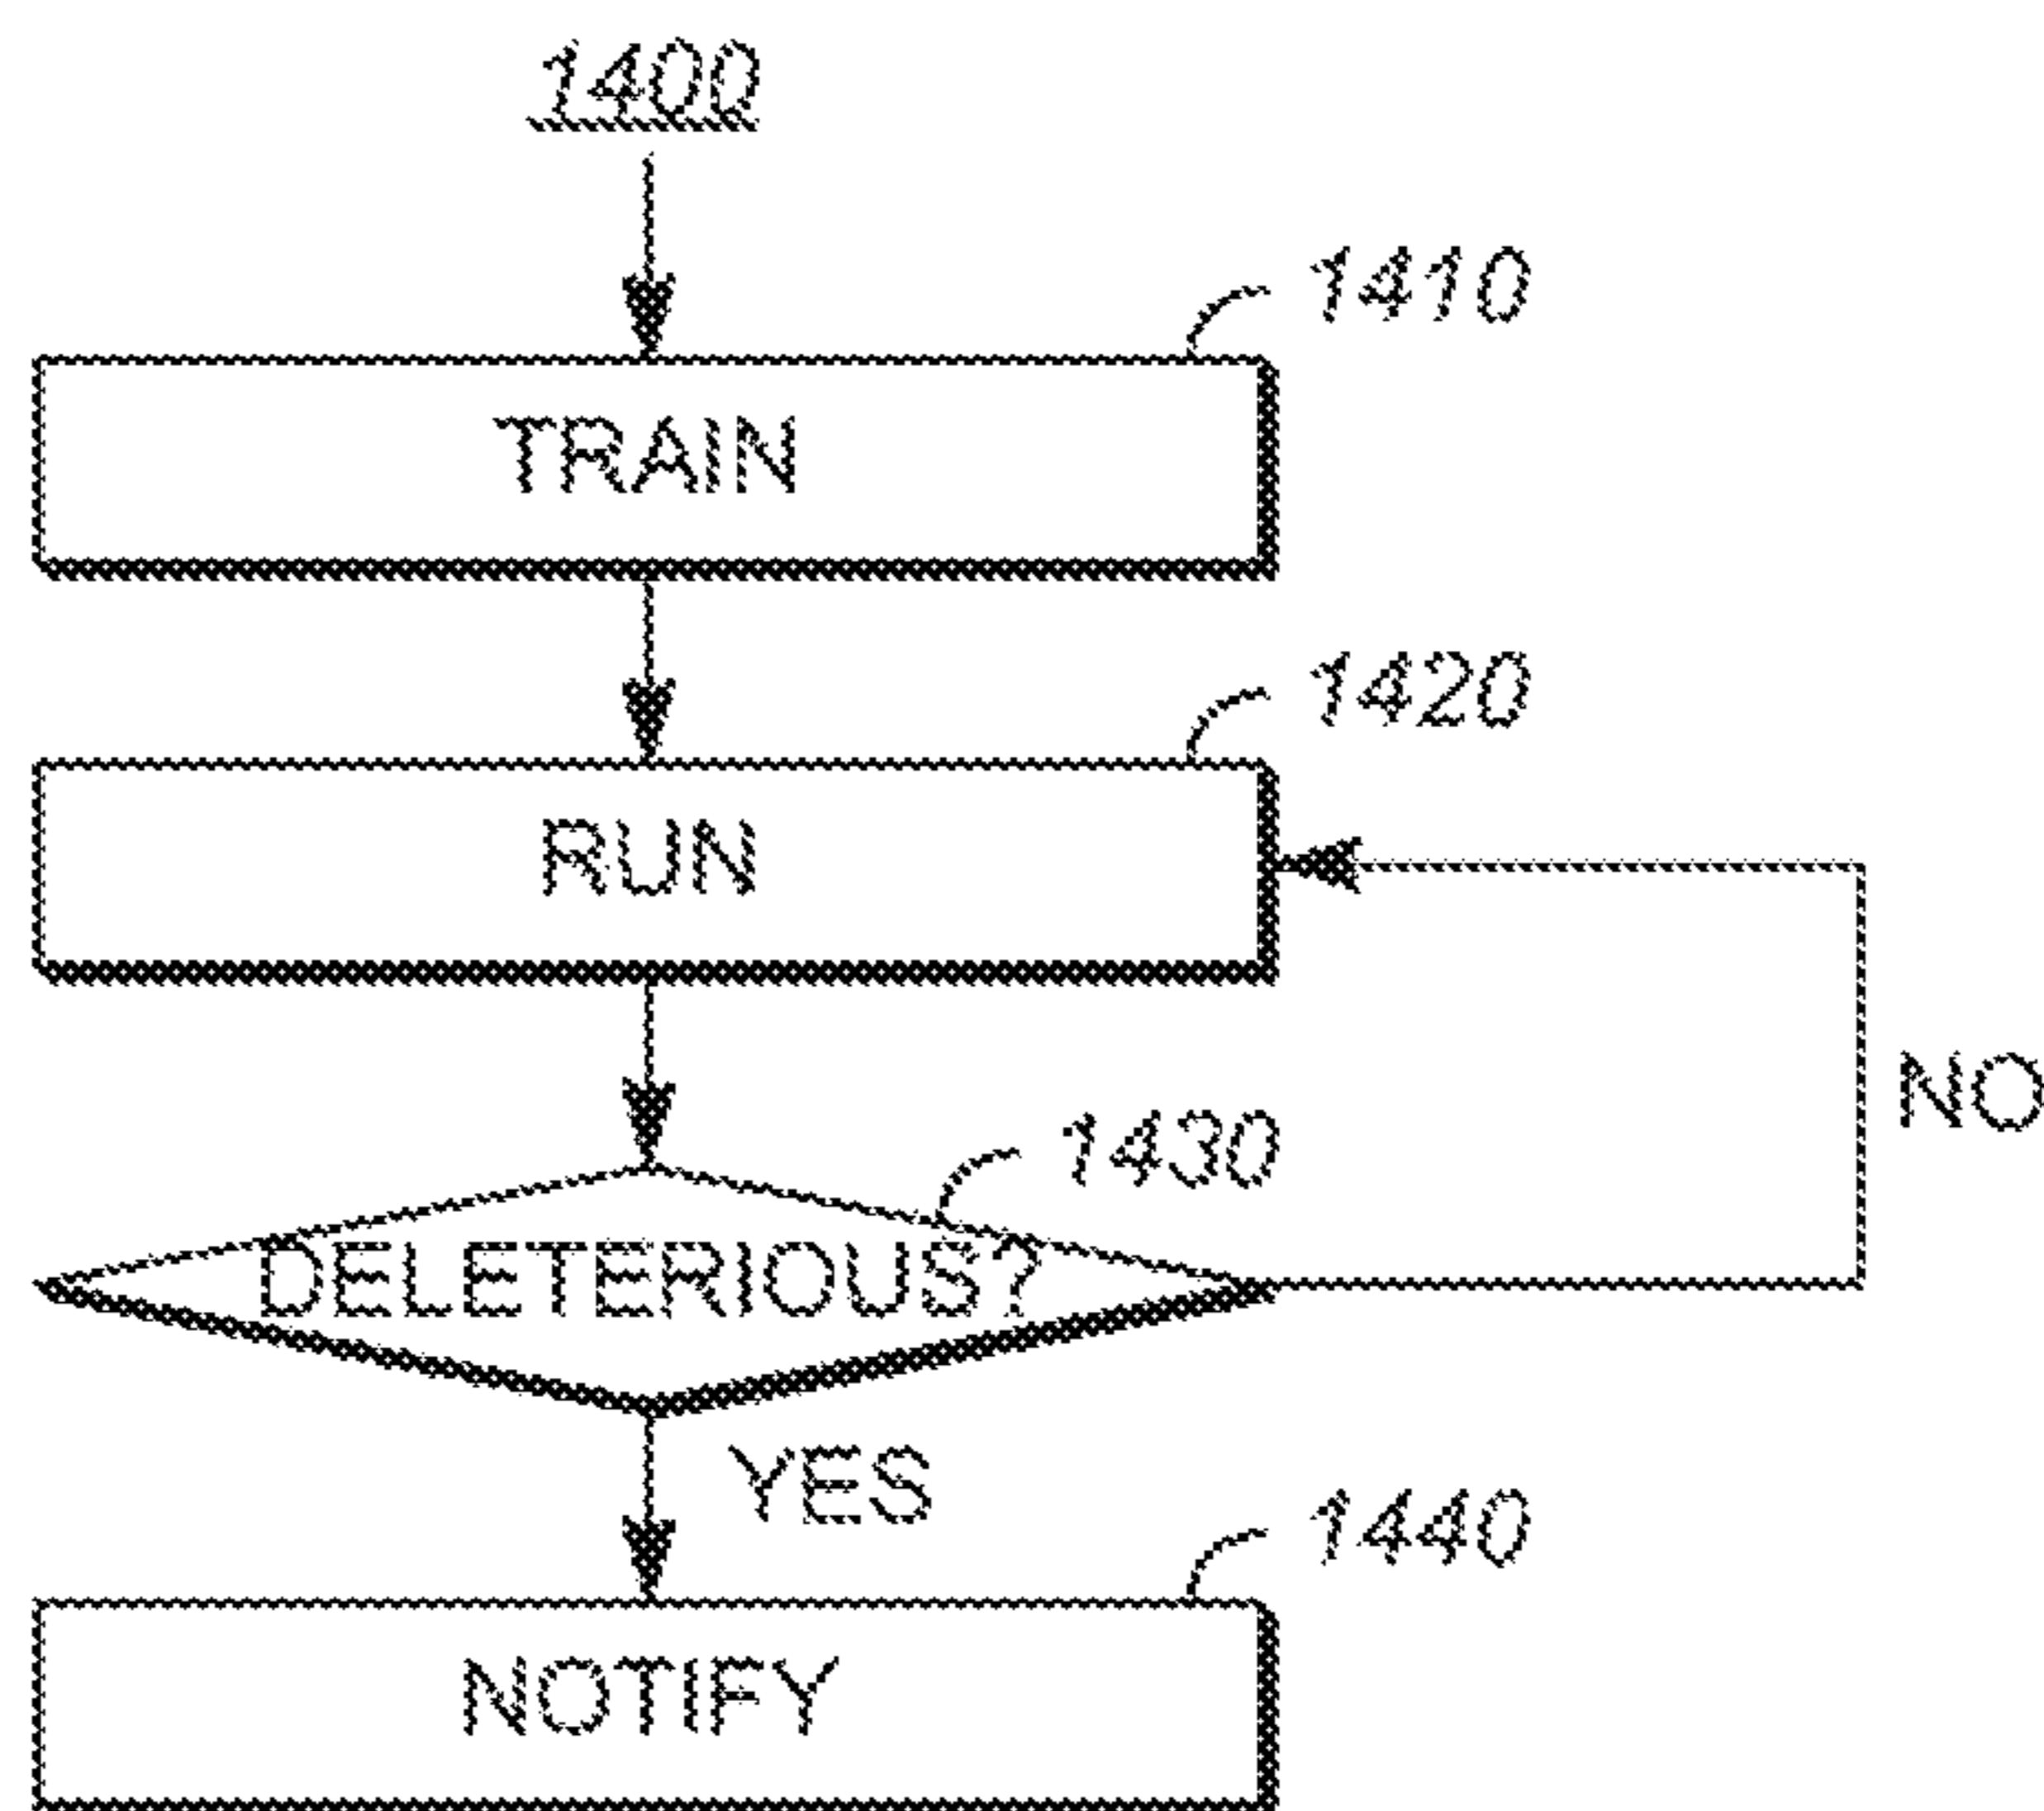 1400
1410
TRAIN
1420
RUN
NO
1430
DELETERIOUS?
YES
1440
NOTIFY